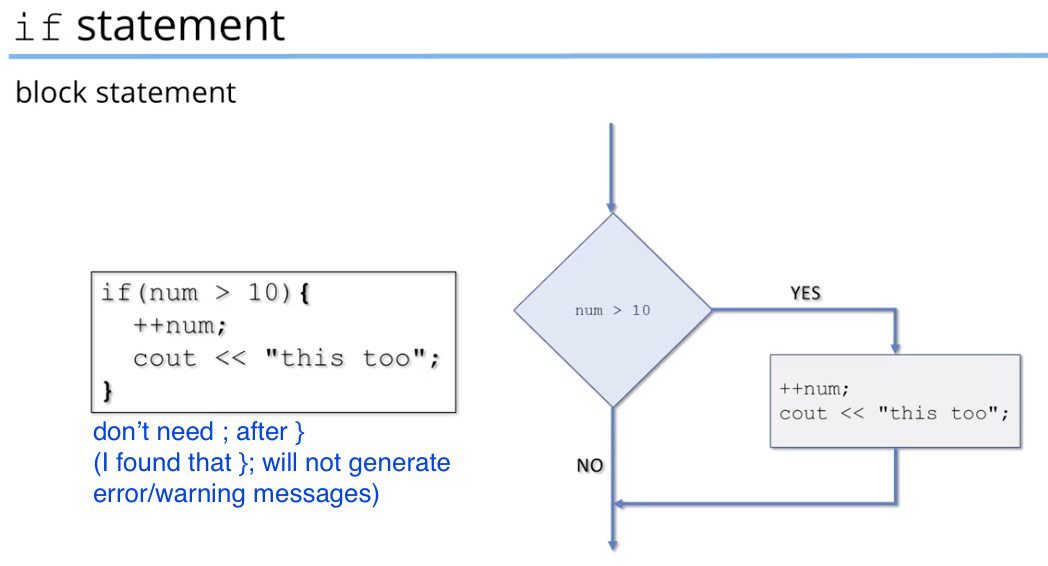 if statement
block statement
if(num > 10){
++num;
cout << "this too";
}
don't need ; after }
(I found that }; will not generate
error/warning messages)
num > 10
YES
++num;
cout << "this too";
NO